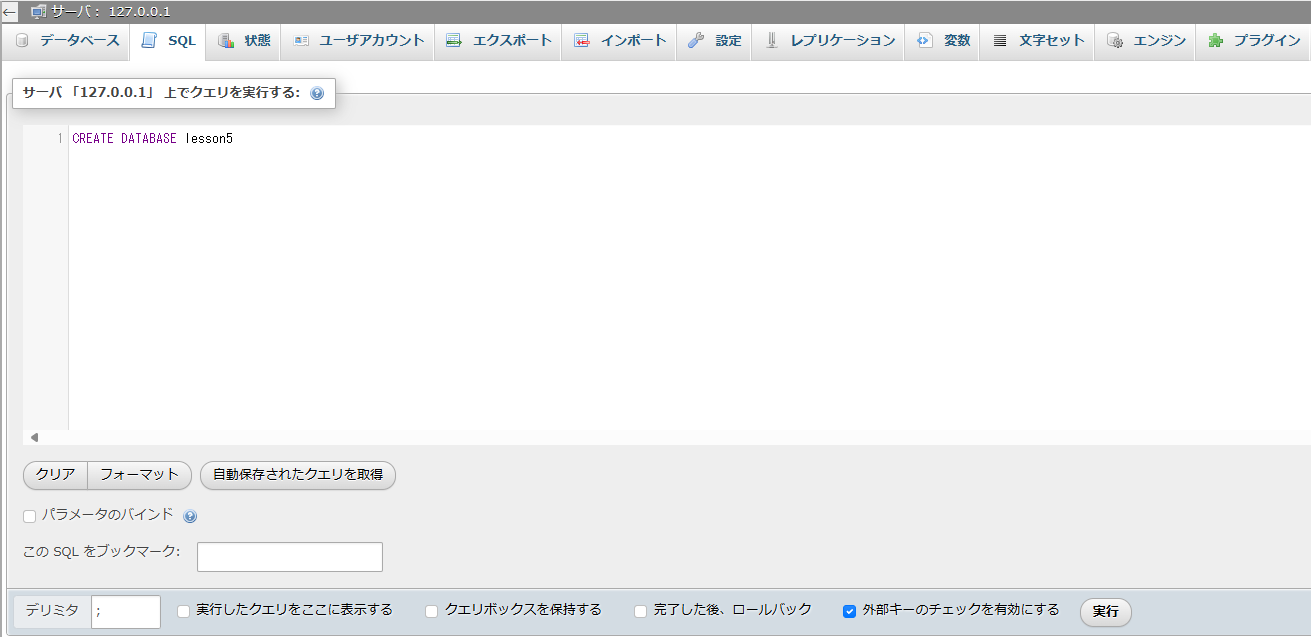 サーバ: 127.0.0.1
データベース SQL 状態 ユーザアカウント エクスポート インポート 設定 レプリケーション 変数 文字セット エンジン プラグイン
サーバ 「127.0.0.1」 上でクエリを実行する:
1 CREATE DATABASE lesson5
クリア フォーマット 自動保存されたクエリを取得
パラメータのバインド
この SQL をブックマーク:
デリミタ ; 実行したクエリをここに表示する クエリボックスを保持する 完了した後、ロールバック 外部キーのチェックを有効にする 実行